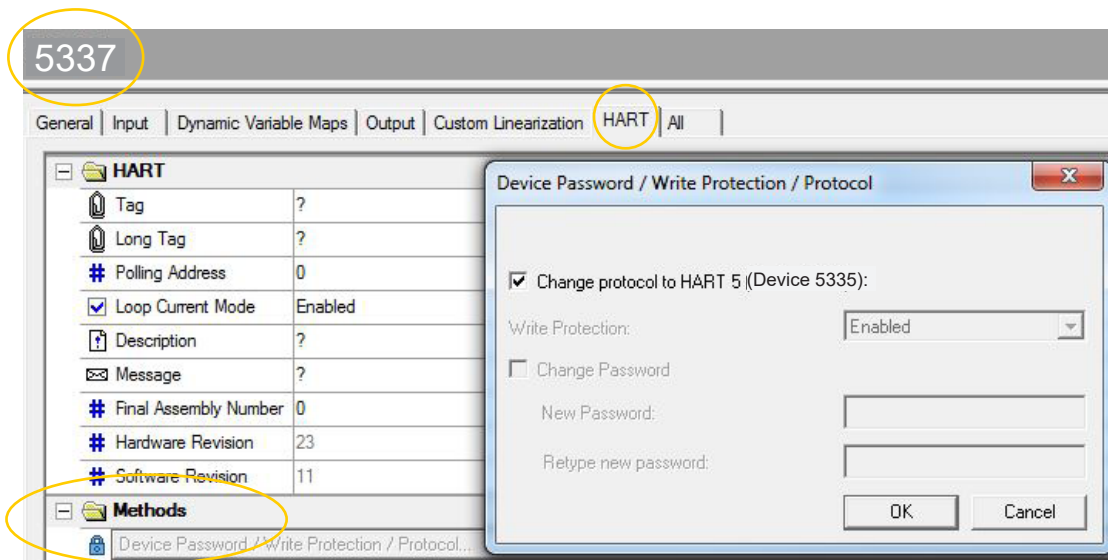 5337
General Input Dynamic Variable Maps Output Custom Linearization HART All
HART
Tag ?
Long Tag ?
# Polling Address 0
Loop Current Mode Enabled
Description ?
Message ?
# Final Assembly Number 0
# Hardware Revision 23
# Software Revision 11
Methods
Device Password / Write Protection / Protocol...
Device Password / Write Protection / Protocol
Change protocol to HART 5 (Device 5335):
Write Protection: Enabled
Change Password
New Password:
Retype new password:
OK Cancel